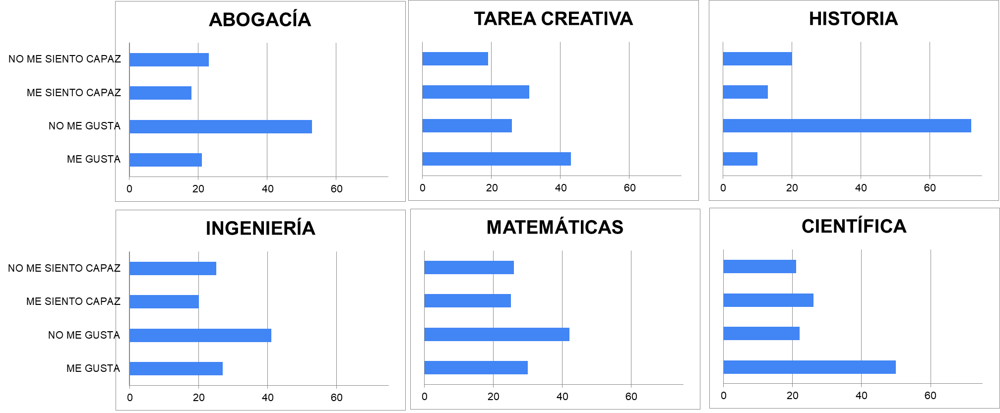 ABOGACÍA
NO ME SIENTO CAPAZ
ME SIENTO CAPAZ
NO ME GUSTA
ME GUSTA
0 20 40 60
TAREA CREATIVA
0 20 40 60
HISTORIA
0 20 40 60
INGENIERÍA
NO ME SIENTO CAPAZ
ME SIENTO CAPAZ
NO ME GUSTA
ME GUSTA
0 20 40 60
MATEMÁTICAS
0 20 40 60
CIENTÍFICA
0 20 40 60